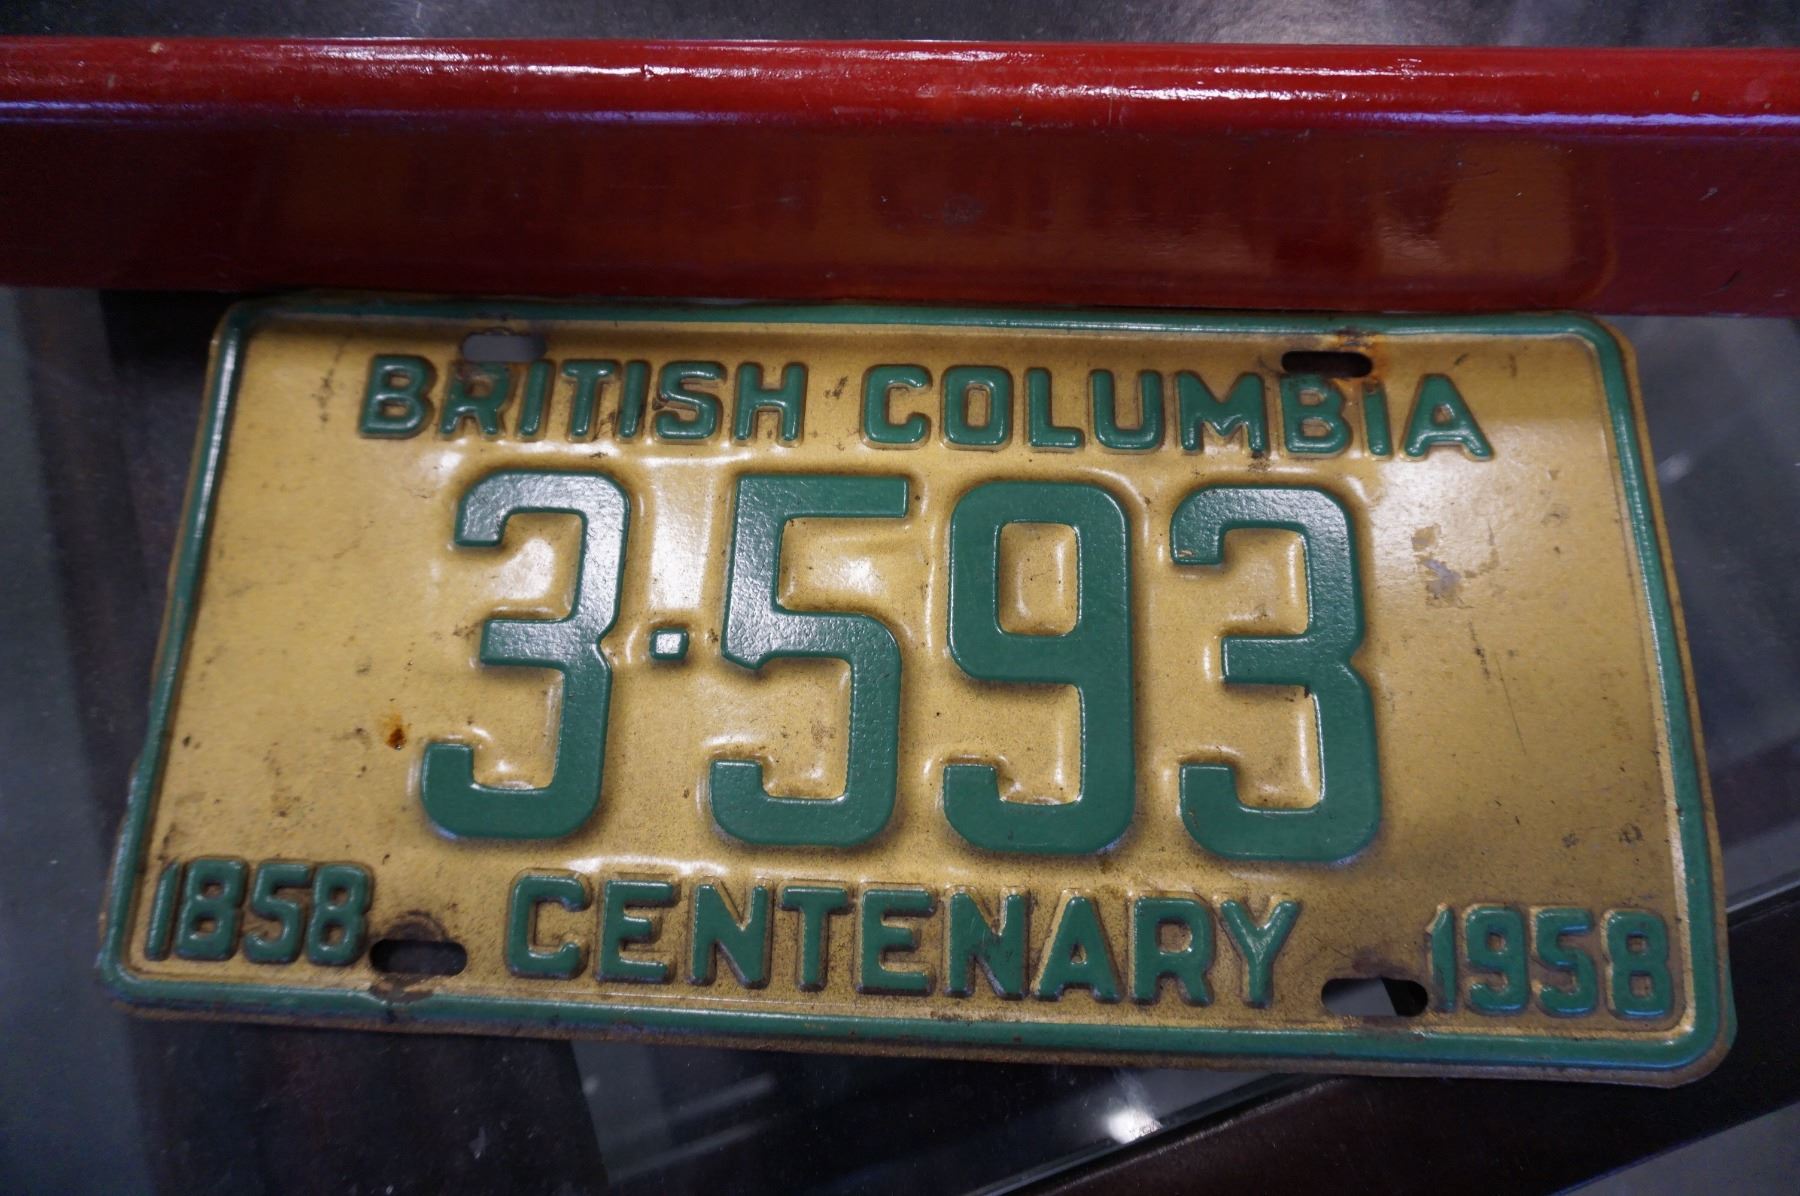 BRITISH COLUMBIA
3·593
1858 CENTENARY 1958